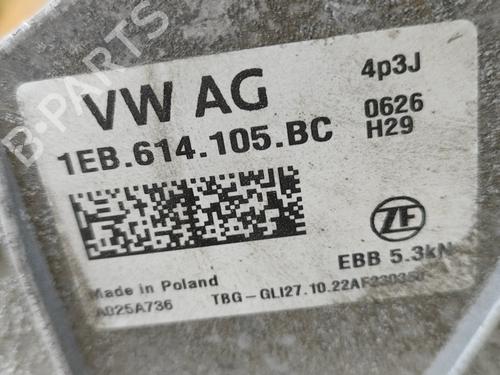 VW AG
4p3J
1EB.614.105.BC
0626
H29
ZF
EBB 5.3kN
Made in Poland
A025A736
TBG-GLI27.10.22AF230350
B-PARTS